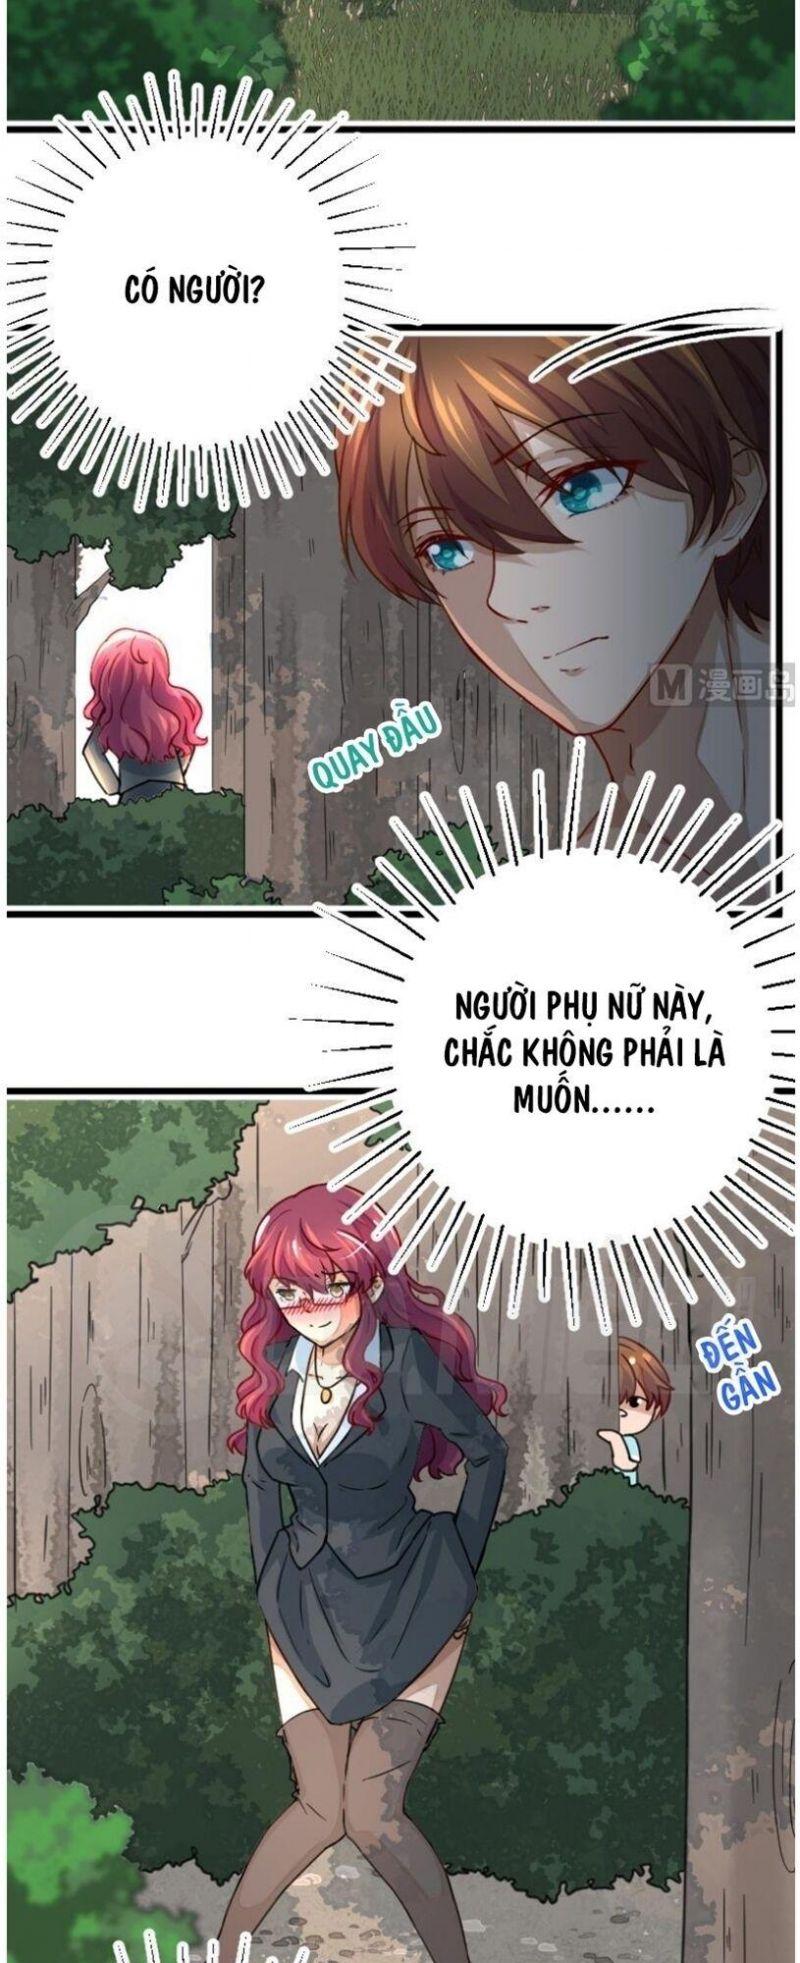 CÓ NGƯỜI?
M 漫画岛
QUAY ĐẦU
NGƯỜI PHỤ NỮ NÀY,
CHẮC KHÔNG PHẢI LÀ
MUỐN......
ĐẾN
GẦN